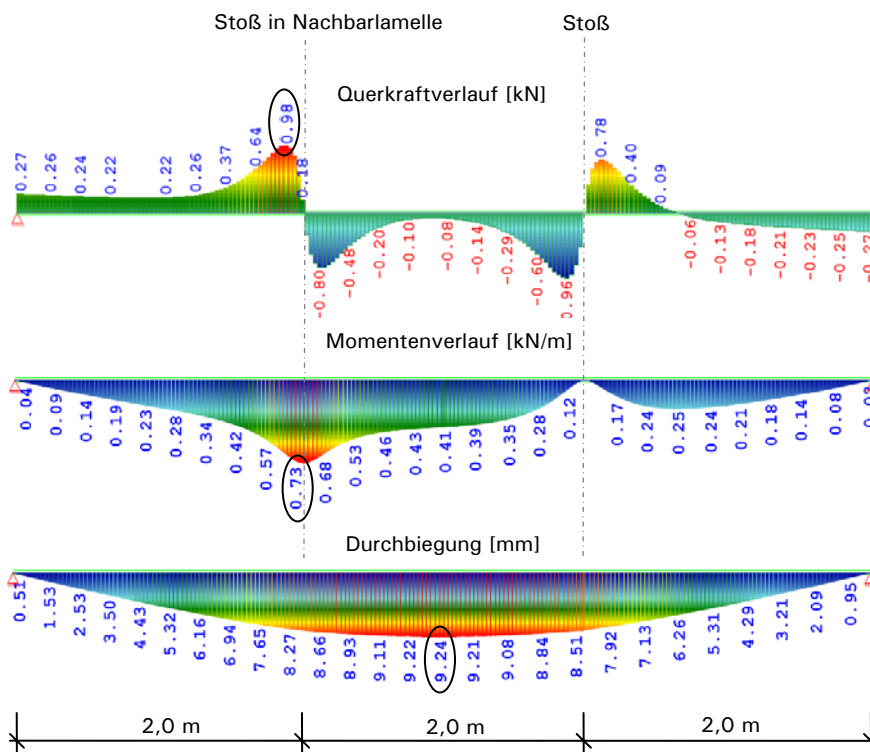 Stoß in Nachbarlamelle
Stoß
Querkraftverlauf [kN]
0.27 0.26 0.24 0.22 0.22 0.26 0.37 0.64 0.98 0.18 0.78 0.40 0.09
-0.80 -0.48 -0.20 -0.10 -0.08 -0.14 -0.29 -0.60 0.96 -0.06 -0.13 -0.18 -0.21 -0.23 -0.25 -0.27
Momentenverlauf [kN/m]
0.04 0.09 0.14 0.19 0.23 0.28 0.34 0.42 0.57 0.73 0.68 0.53 0.46 0.43 0.41 0.39 0.35 0.28 0.12 0.17 0.24 0.25 0.24 0.21 0.18 0.14 0.08
Durchbiegung [mm]
0.51 1.53 2.53 3.50 4.43 5.32 6.16 6.94 7.65 8.27 8.66 8.93 9.11 9.22 9.24 9.21 9.08 8.84 8.51 7.92 7.13 6.26 5.31 4.29 3.21 2.09 0.95
2,0 m 2,0 m 2,0 m